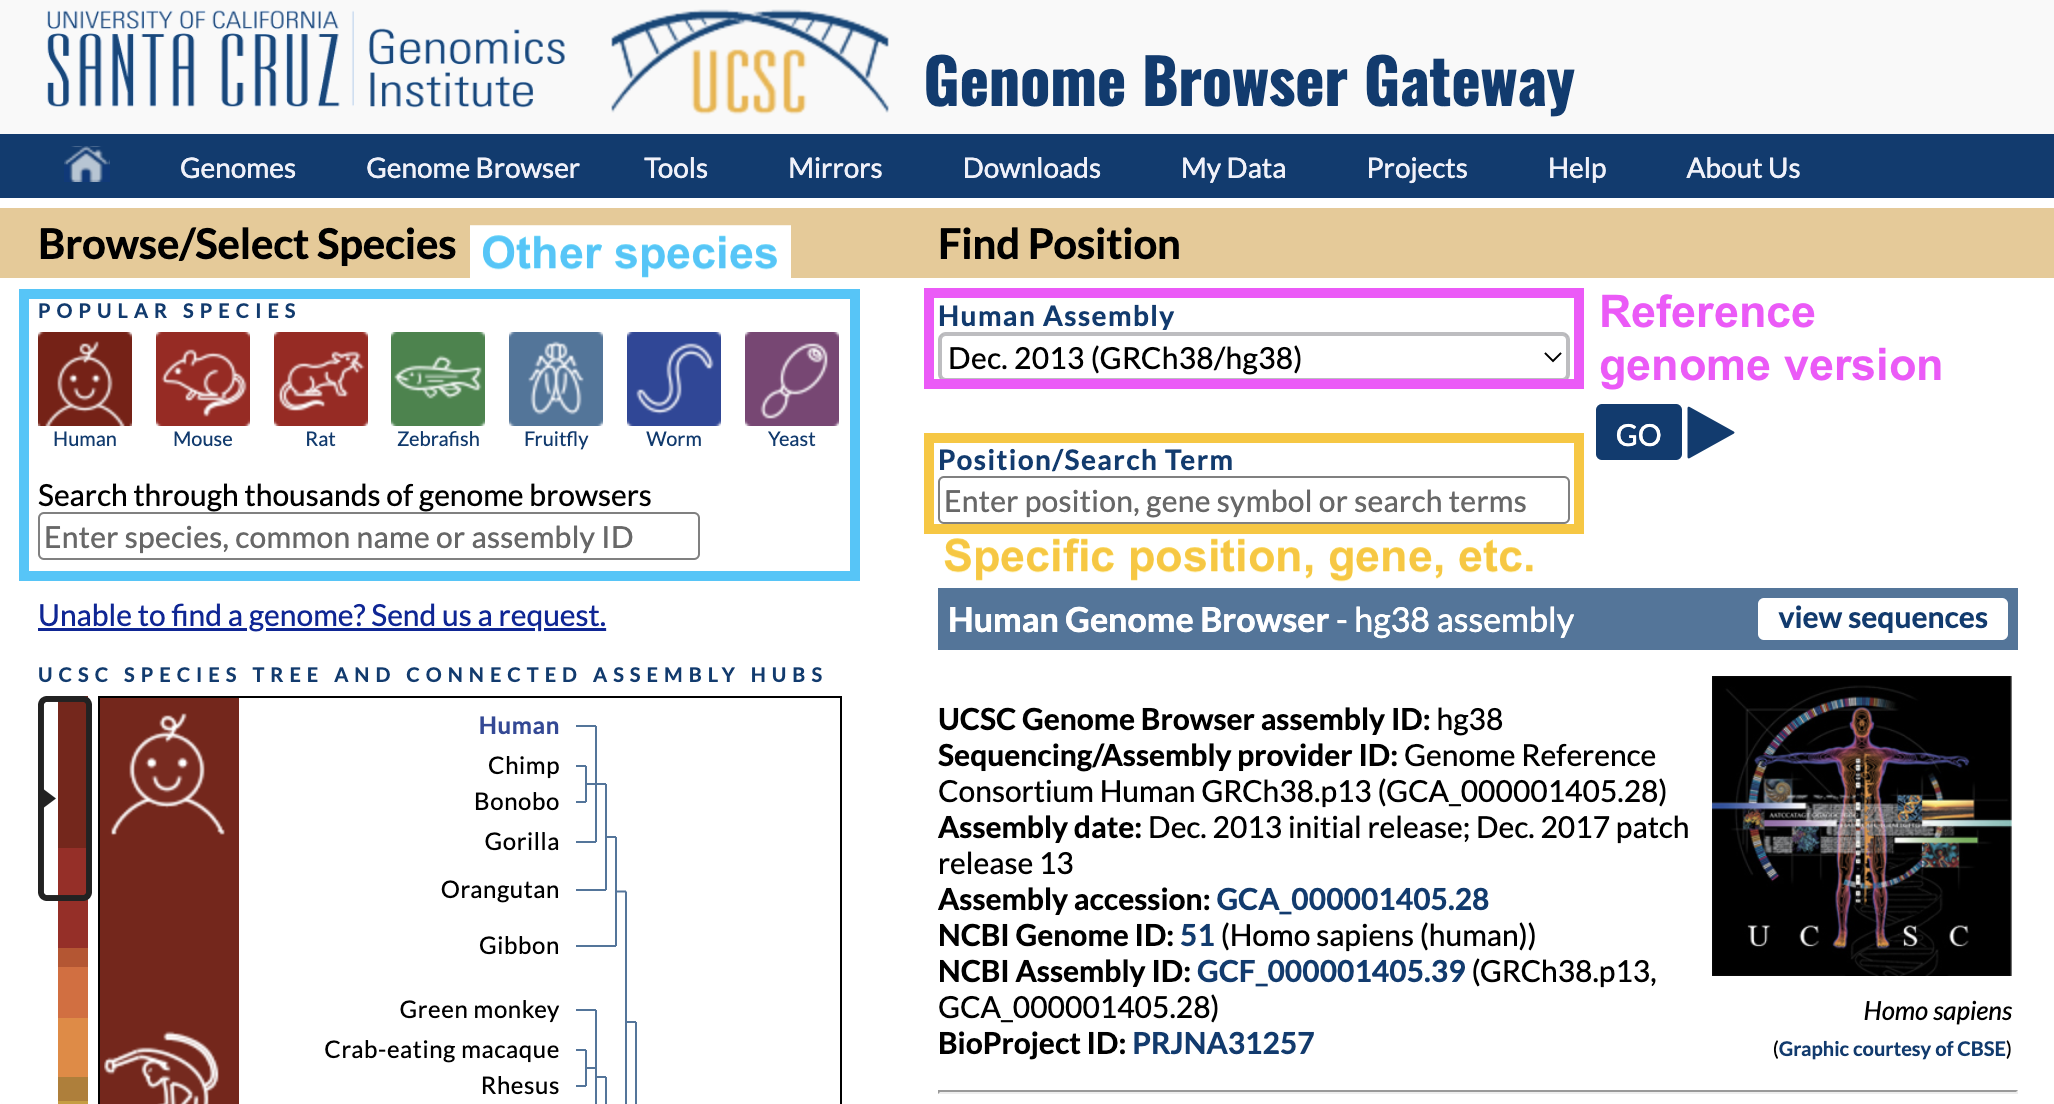 UNIVERSITY OF CALIFORNIA
SANTA CRUZ
Genomics
Institute
UCSC
Genome Browser Gateway
Genomes Genome Browser Tools Mirrors Downloads My Data Projects Help About Us
Browse/Select Species
Other species
POPULAR SPECIES
Human Mouse Rat Zebrafish Fruitfly Worm Yeast
Search through thousands of genome browsers
Enter species, common name or assembly ID
Unable to find a genome? Send us a request.
UCSC SPECIES TREE AND CONNECTED ASSEMBLY HUBS
Human
Chimp
Bonobo
Gorilla
Orangutan
Gibbon
Green monkey
Crab-eating macaque
Rhesus
Find Position
Human Assembly
Dec. 2013 (GRCh38/hg38)
Reference
genome version
GO
Position/Search Term
Enter position, gene symbol or search terms
Specific position, gene, etc.
Human Genome Browser - hg38 assembly
view sequences
UCSC Genome Browser assembly ID: hg38
Sequencing/Assembly provider ID: Genome Reference
Consortium Human GRCh38.p13 (GCA_000001405.28)
Assembly date: Dec. 2013 initial release; Dec. 2017 patch
release 13
Assembly accession: GCA_000001405.28
NCBI Genome ID: 51 (Homo sapiens (human))
NCBI Assembly ID: GCF_000001405.39 (GRCh38.p13,
GCA_000001405.28)
BioProject ID: PRJNA31257
U C S C
Homo sapiens
(Graphic courtesy of CBSE)